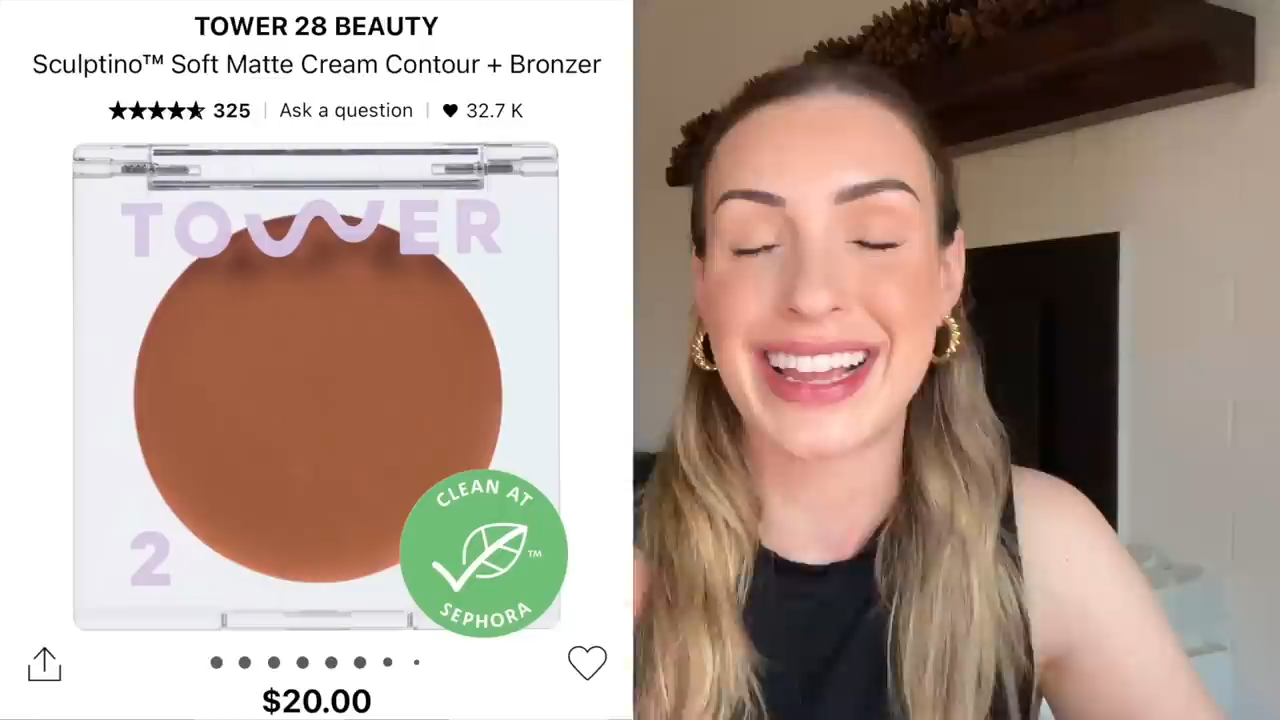 TOWER 28 BEAUTY
Sculptino™ Soft Matte Cream Contour + Bronzer
325 | Ask a question | 32.7 K
TOWER
2
CLEAN AT
TM
SEPHORA
$20.00